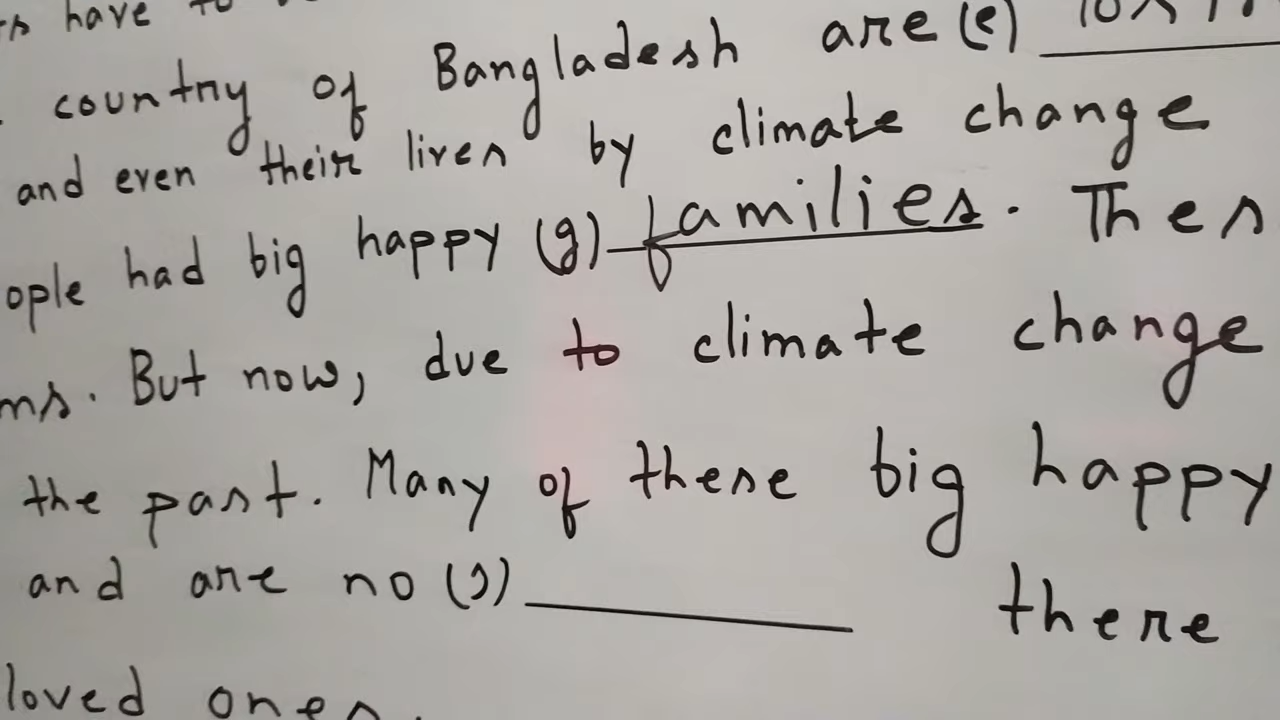 have to
country of Bangladesh are (e)
and even their lives by climate change
ople had big happy (g) families. Thes
ms. But now, due to climate change
the past. Many of these big happy
and are no (J) ______ there
loved ones.